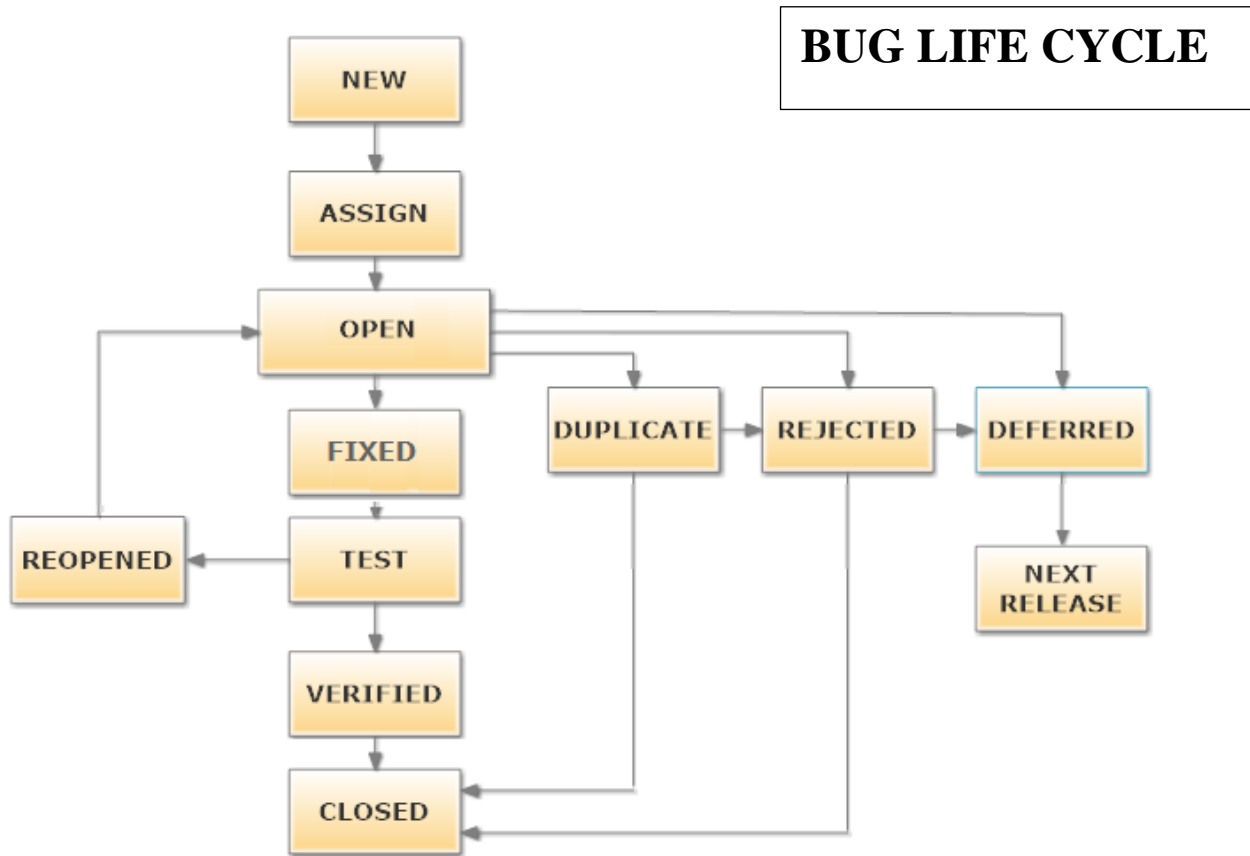 BUG LIFE CYCLE
NEW
ASSIGN
OPEN
DUPLICATE
REJECTED
DEFERRED
FIXED
REOPENED
TEST
NEXT
RELEASE
VERIFIED
CLOSED